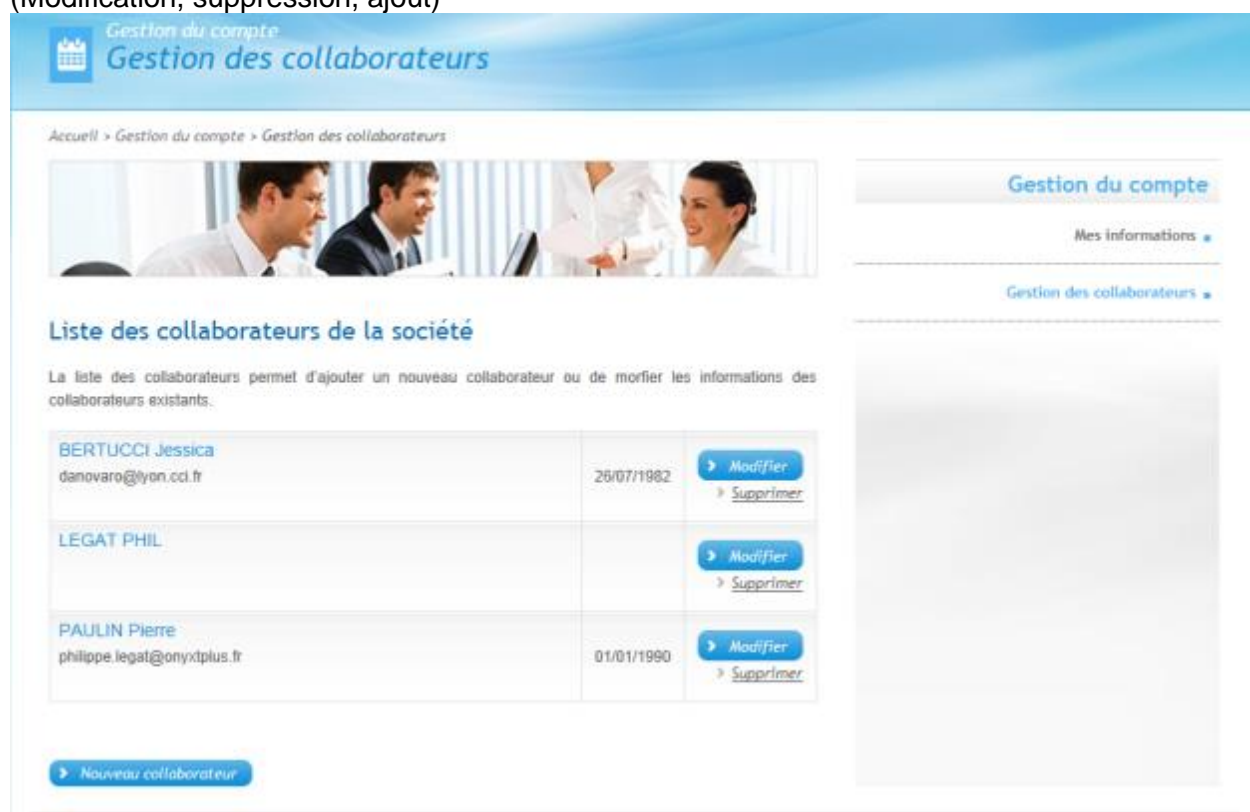 (Modification, suppression, ajout)
Gestion du compte
Gestion des collaborateurs
Accueil > Gestion du compte > Gestion des collaborateurs
Gestion du compte
Mes informations
Gestion des collaborateurs
Liste des collaborateurs de la société
La liste des collaborateurs permet d'ajouter un nouveau collaborateur ou de morfier les informations des
collaborateurs existants.
BERTUCCI Jessica
danovaro@lyon.cci.fr
26/07/1982
Modifier
Supprimer
LEGAT PHIL
Modifier
Supprimer
PAULIN Pierre
philippe.legat@onyxtplus.fr
01/01/1990
Modifier
Supprimer
Nouveau collaborateur